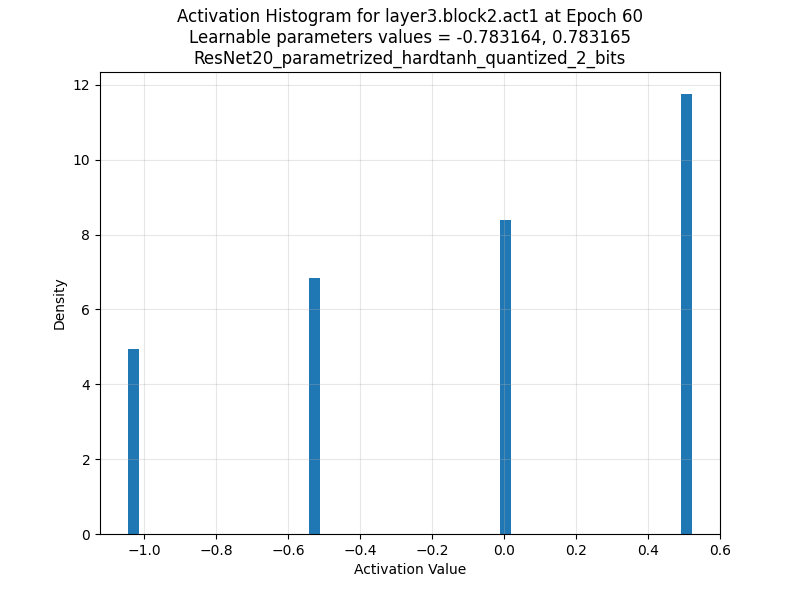 Activation Histogram for layer3.block2.act1 at Epoch 60
Learnable parameters values = -0.783164, 0.783165
ResNet20_parametrized_hardtanh_quantized_2_bits
12
10
8
6
4
2
0
Density
−1.0 −0.8 −0.6 −0.4 −0.2 0.0 0.2 0.4 0.6
Activation Value